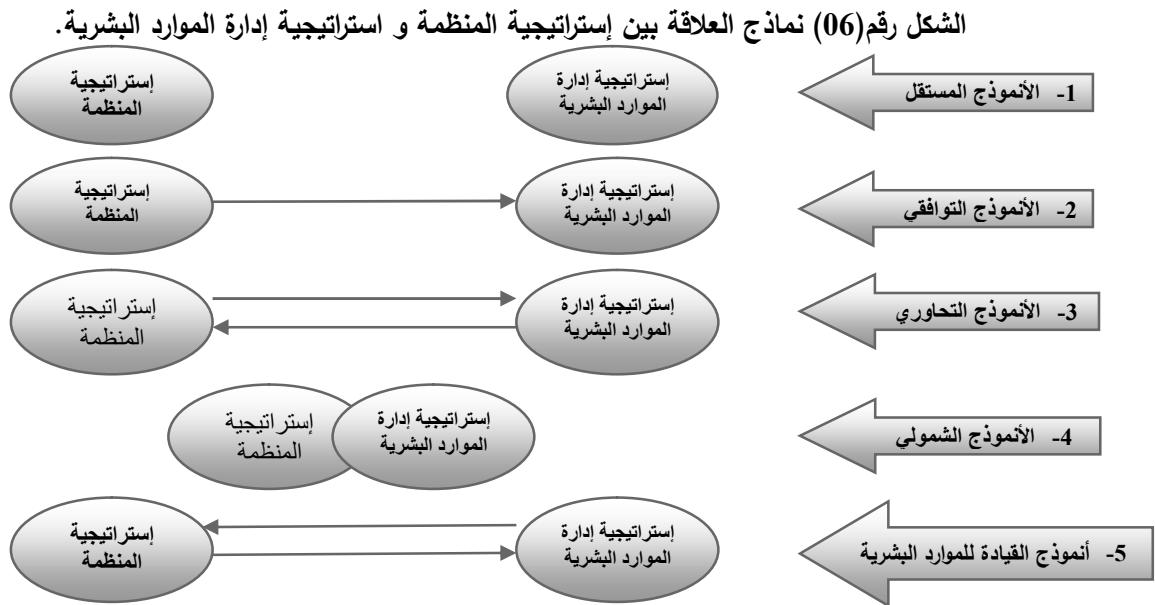 الشكل رقم(06) نماذج العلاقة بين إستراتيجية المنظمة و استراتيجية إدارة الموارد البشرية.
1- الأنموذج المستقل
إستراتيجية إدارة
الموارد البشرية
إستراتيجية
المنظمة
2- الأنموذج التوافقي
إستراتيجية إدارة
الموارد البشرية
إستراتيجية
المنظمة
3- الأنموذج التحاوري
إستراتيجية إدارة
الموارد البشرية
إستراتيجية
المنظمة
4- الأنموذج الشمولي
إستراتيجية إدارة
الموارد البشرية
إستراتيجية
المنظمة
5- أنموذج القيادة للموارد البشرية
إستراتيجية إدارة
الموارد البشرية
إستراتيجية
المنظمة